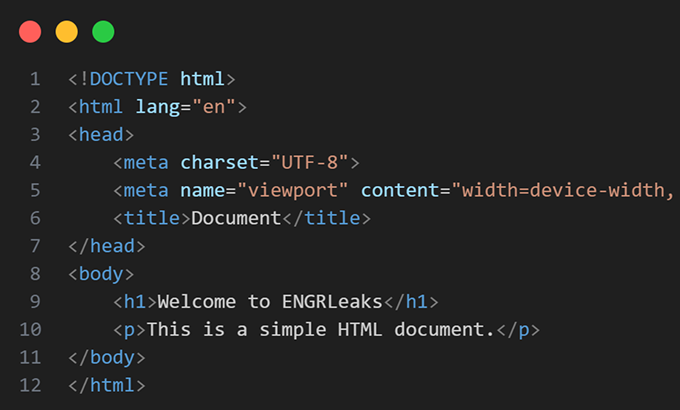 1 <!DOCTYPE html>
2 <html lang="en">
3 <head>
4     <meta charset="UTF-8">
5     <meta name="viewport" content="width=device-width,
6     <title>Document</title>
7 </head>
8 <body>
9     <h1>Welcome to ENGRLeaks</h1>
10     <p>This is a simple HTML document.</p>
11 </body>
12 </html>